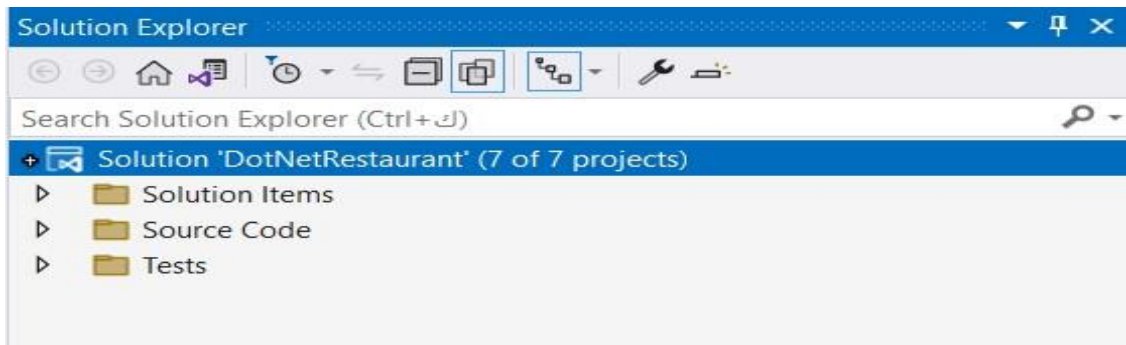 Solution Explorer
Search Solution Explorer (Ctrl+ك)
Solution 'DotNetRestaurant' (7 of 7 projects)
Solution Items
Source Code
Tests